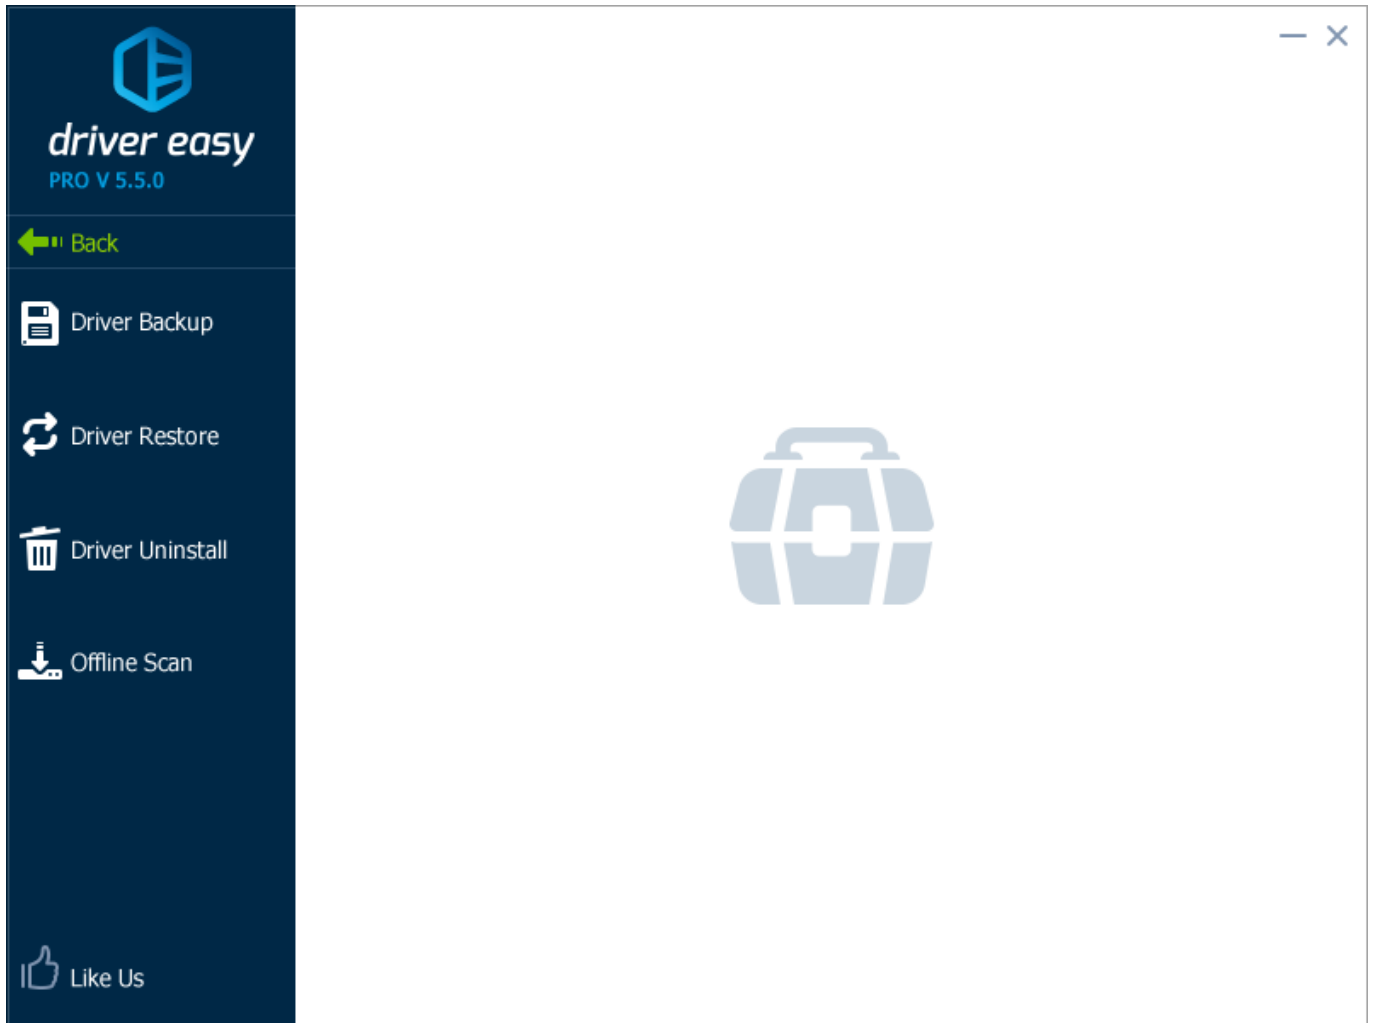 driver easy
PRO V 5.5.0
Back
Driver Backup
Driver Restore
Driver Uninstall
Offline Scan
Like Us